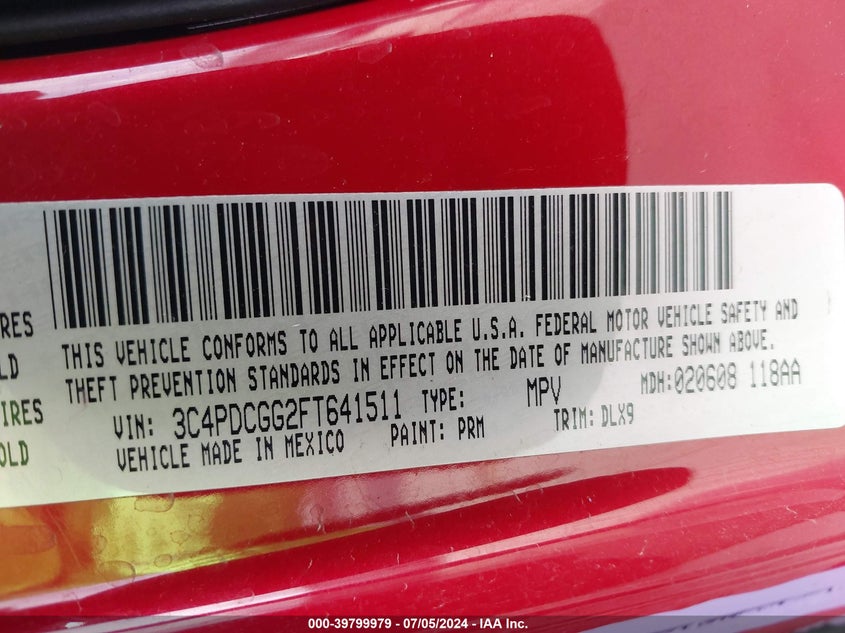 THIS VEHICLE CONFORMS TO ALL APPLICABLE U.S.A. FEDERAL MOTOR VEHICLE SAFETY AND
THEFT PREVENTION STANDARDS IN EFFECT ON THE DATE OF MANUFACTURE SHOWN ABOVE.
VIN: 3C4PDCGG2FT641511 TYPE: MPV MDH:020608 118AA
VEHICLE MADE IN MEXICO PAINT: PRM TRIM: DLX9
IRES
OLD
IRES
OLD
000-39799979 / 07/05/2024 - IAA Inc.